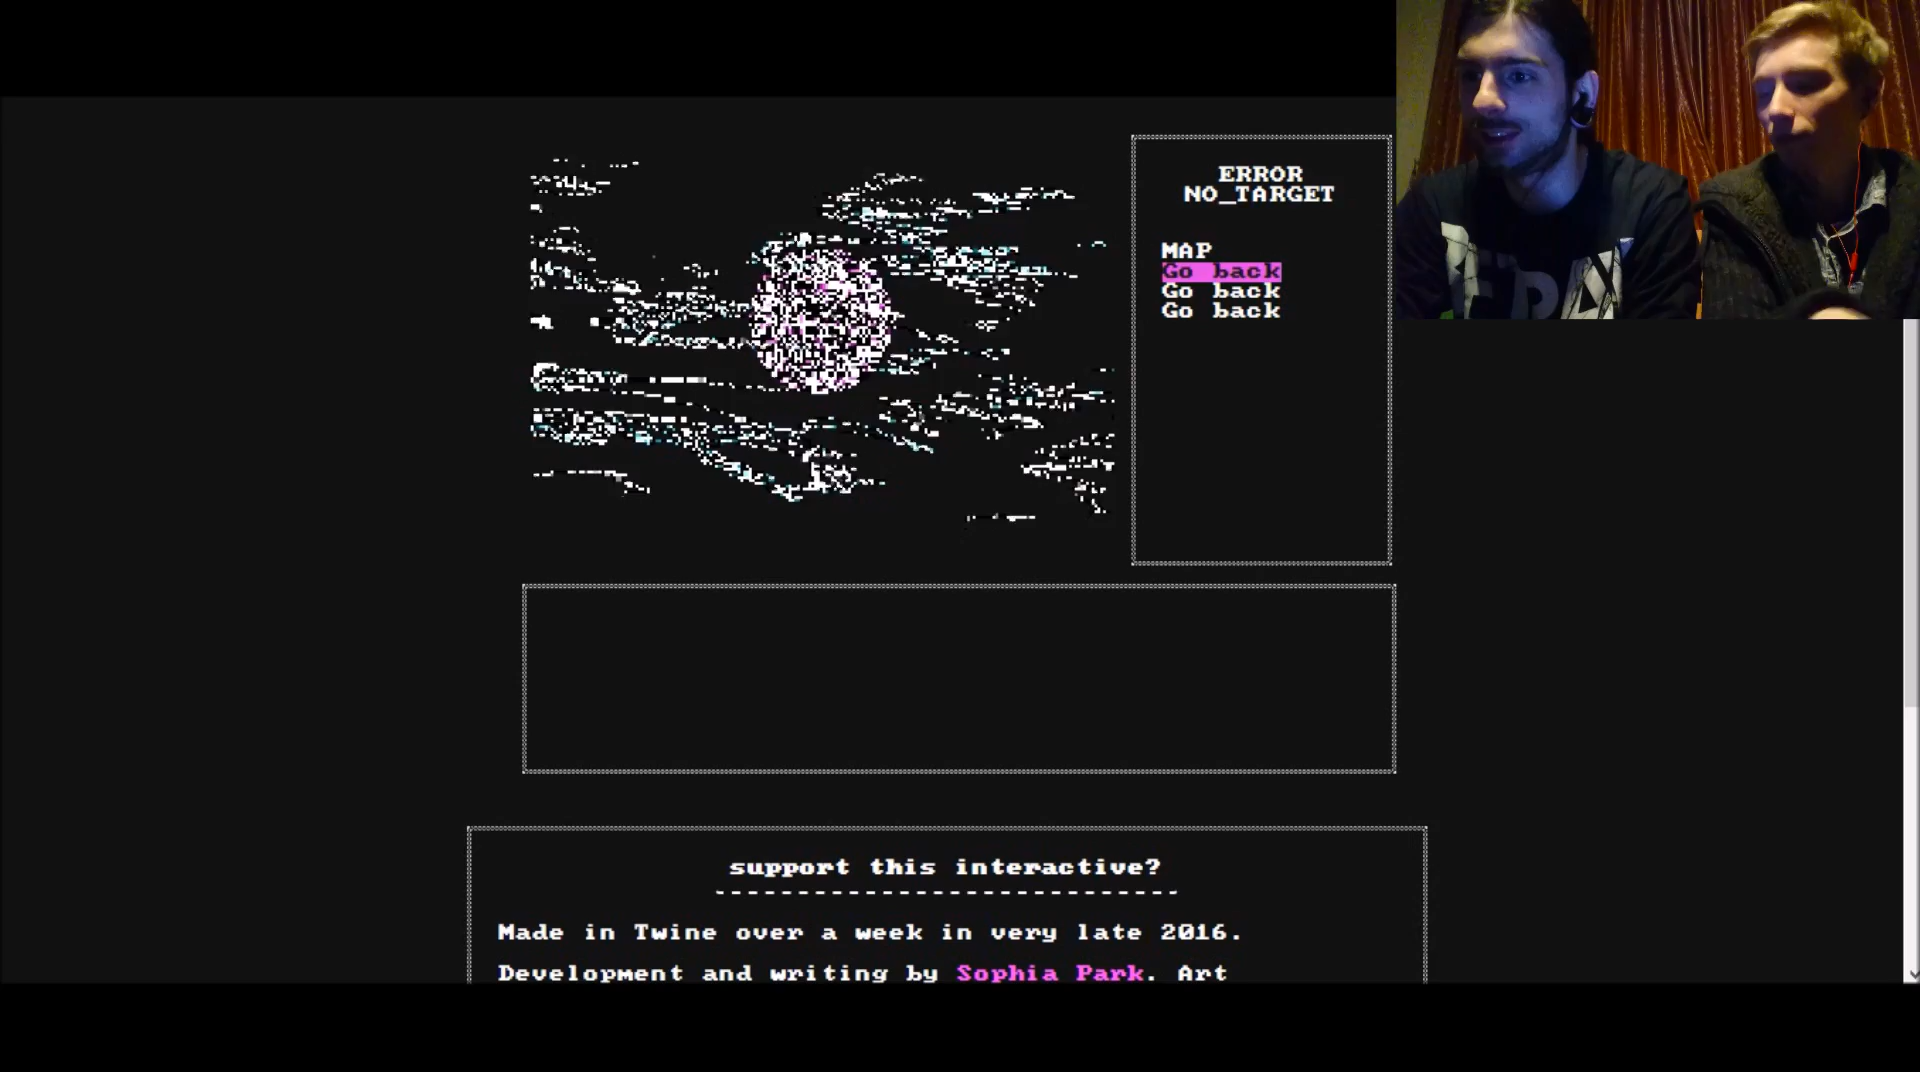 ERROR
NO_TARGET
MAP
Go back
Go back
Go back
support this interactive?
Made in Twine over a week in very late 2016.
Development and writing by Sophia Park. Art